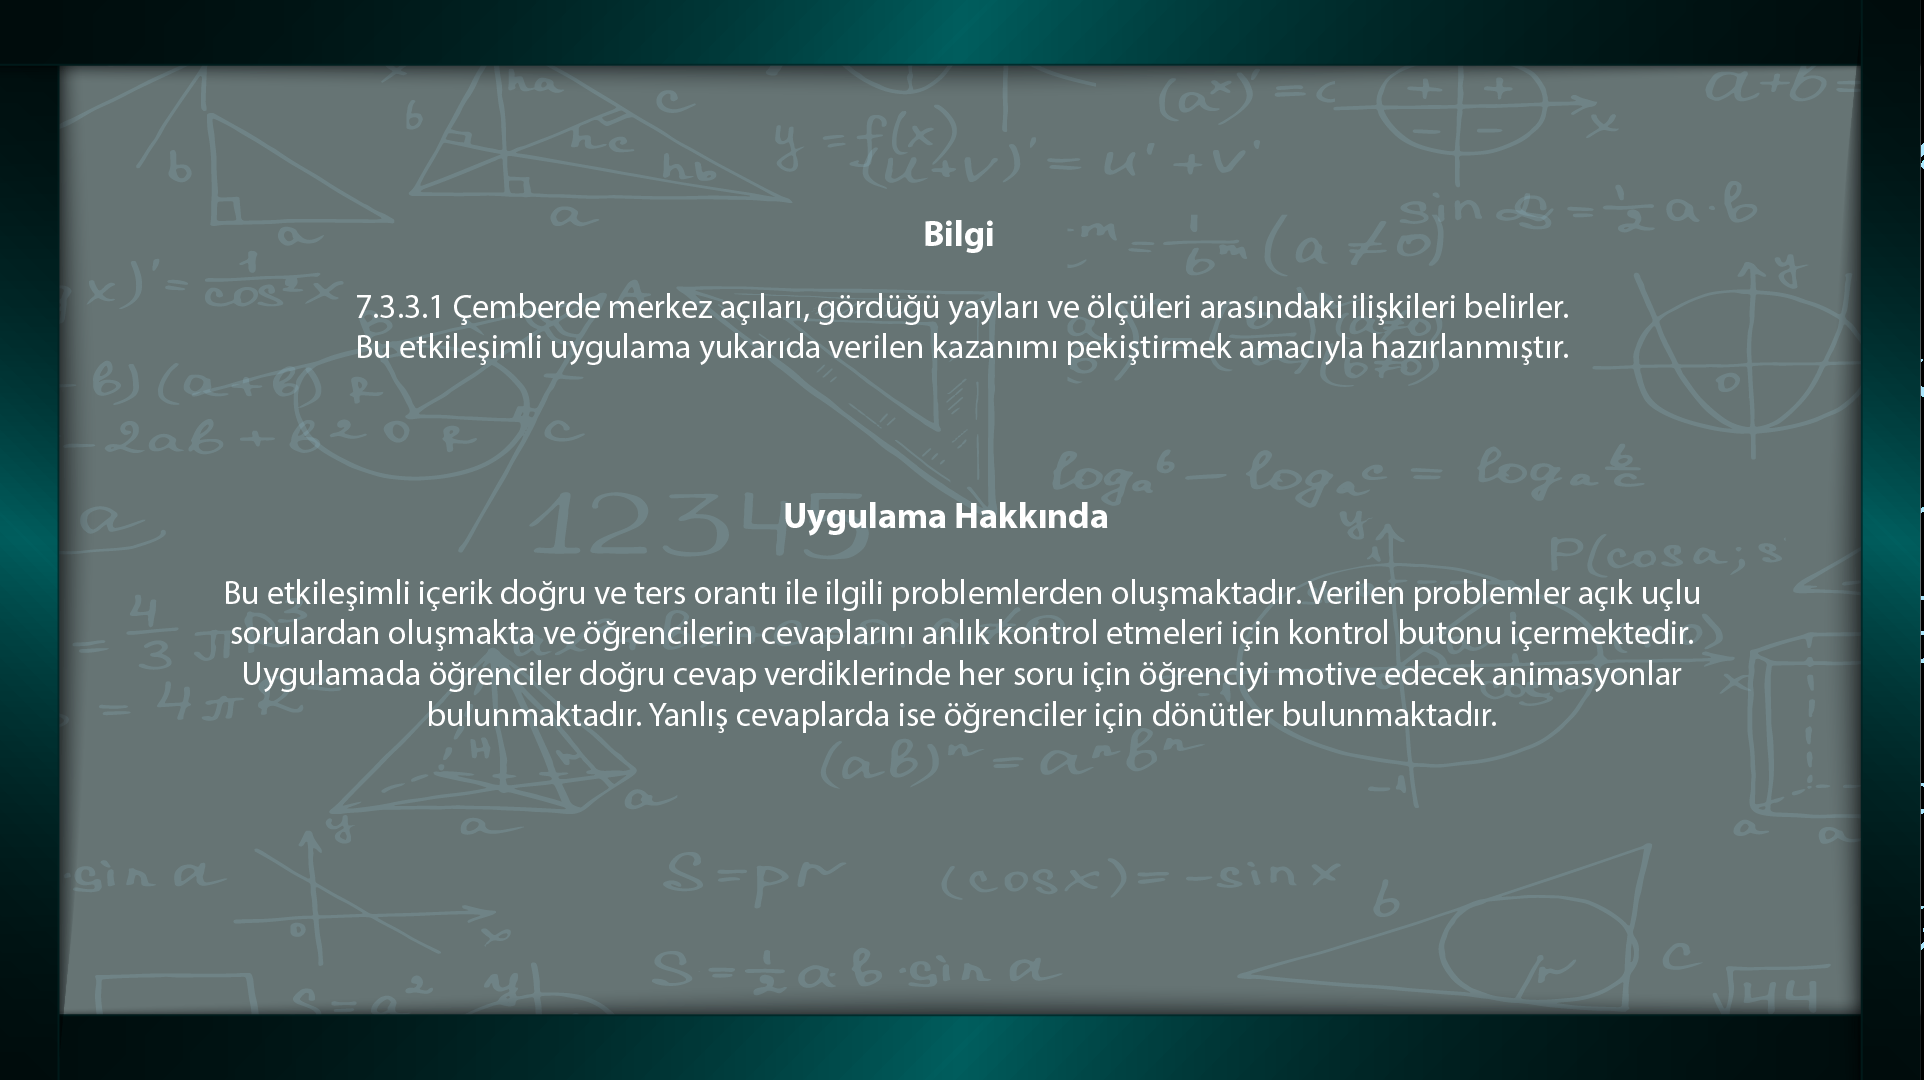 Bilgi
7.3.3.1 Çemberde merkez açıları, gördüğü yayları ve ölçüleri arasındaki ilişkileri belirler.
Bu etkileşimli uygulama yukarıda verilen kazanımı pekiştirmek amacıyla hazırlanmıştır.
Uygulama Hakkında
Bu etkileşimli içerik doğru ve ters orantı ile ilgili problemlerden oluşmaktadır. Verilen problemler açık uçlu
sorulardan oluşmakta ve öğrencilerin cevaplarını anlık kontrol etmeleri için kontrol butonu içermektedir.
Uygulamada öğrenciler doğru cevap verdiklerinde her soru için öğrenciyi motive edecek animasyonlar
bulunmaktadır. Yanlış cevaplarda ise öğrenciler için dönütler bulunmaktadır.